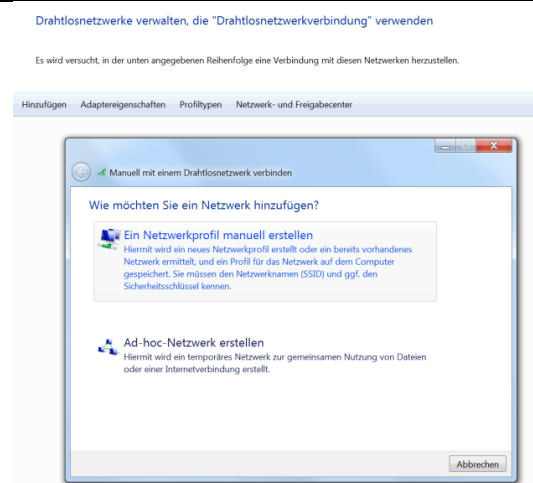 Drahtlosnetzwerke verwalten, die "Drahtlosnetzwerkverbindung" verwenden
Es wird versucht, in der unten angegebenen Reihenfolge eine Verbindung mit diesen Netzwerken herzustellen.
Hinzufügen Adaptereigenschaften Profiltypen Netzwerk- und Freigabecenter
Manuell mit einem Drahtlosnetzwerk verbinden
Wie möchten Sie ein Netzwerk hinzufügen?
Ein Netzwerkprofil manuell erstellen
Hiermit wird ein neues Netzwerkprofil erstellt oder ein bereits vorhandenes
Netzwerk ermittelt, und ein Profil für das Netzwerk auf dem Computer
gespeichert. Sie müssen den Netzwerknamen (SSID) und ggf. den
Sicherheitsschlüssel kennen.
Ad-hoc-Netzwerk erstellen
Hiermit wird ein temporäres Netzwerk zur gemeinsamen Nutzung von Dateien
oder einer Internetverbindung erstellt.
Abbrechen